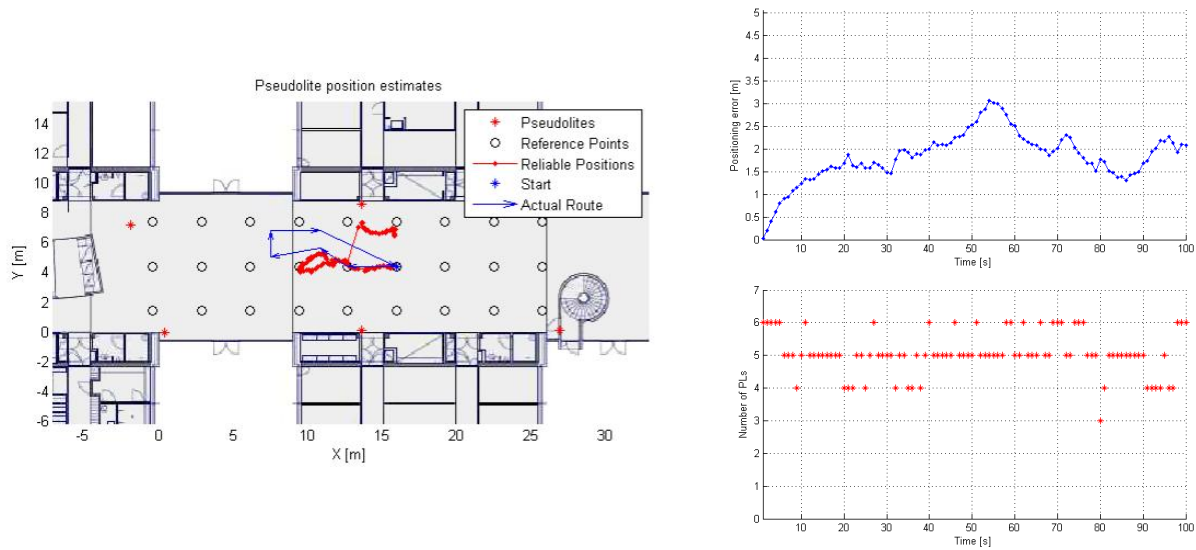 Pseudolite position estimates
Pseudolites
Reference Points
Reliable Positions
Start
Actual Route
14
12
10
8
6
4
2
0
-2
-4
-6
Y [m]
-5 0 5 10 15 20 25 30
X [m]
5
4.5
4
3.5
3
2.5
2
1.5
1
0.5
0
Positioning error [m]
10 20 30 40 50 60 70 80 90 100
Time [s]
7
6
5
4
3
2
1
0
Number of PLs
10 20 30 40 50 60 70 80 90 100
Time [s]